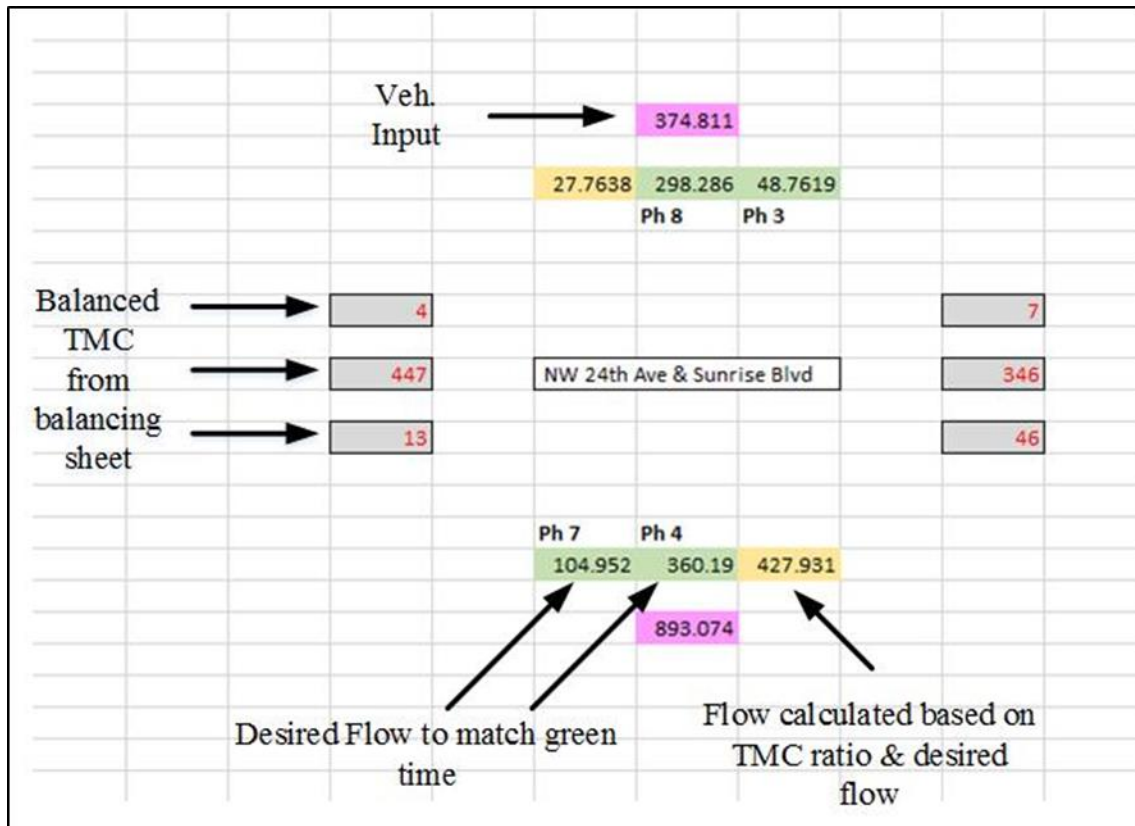 Veh.
Input
374.811
27.7638 298.286 48.7619
Ph 8 Ph 3
Balanced
TMC
from
balancing
sheet
4
7
447
NW 24th Ave & Sunrise Blvd
346
13
46
Ph 7 Ph 4
104.952 360.19 427.931
893.074
Desired Flow to match green
time
Flow calculated based on
TMC ratio & desired
flow